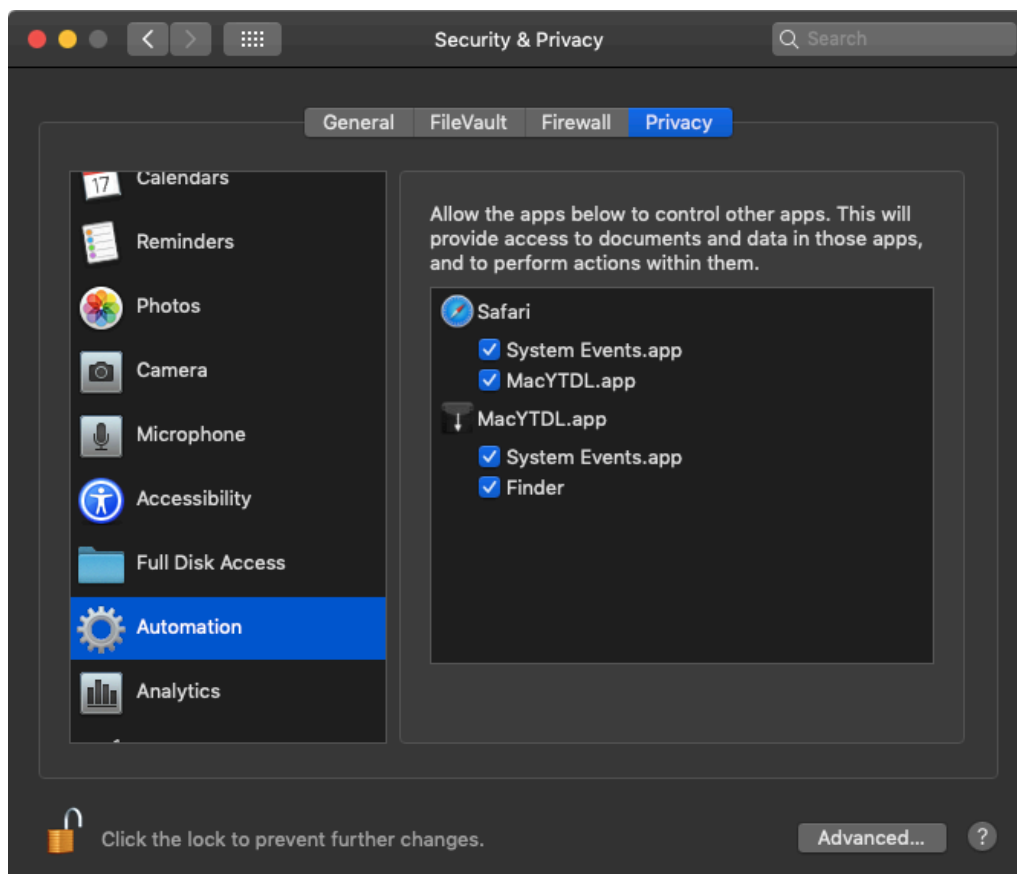 Security & Privacy
Search
General
FileVault
Firewall
Privacy
17
Calendars
Reminders
Photos
Camera
Microphone
Accessibility
Full Disk Access
Automation
Analytics
Allow the apps below to control other apps. This will
provide access to documents and data in those apps,
and to perform actions within them.
Safari
System Events.app
MacYTDL.app
MacYTDL.app
System Events.app
Finder
Click the lock to prevent further changes.
Advanced...
?